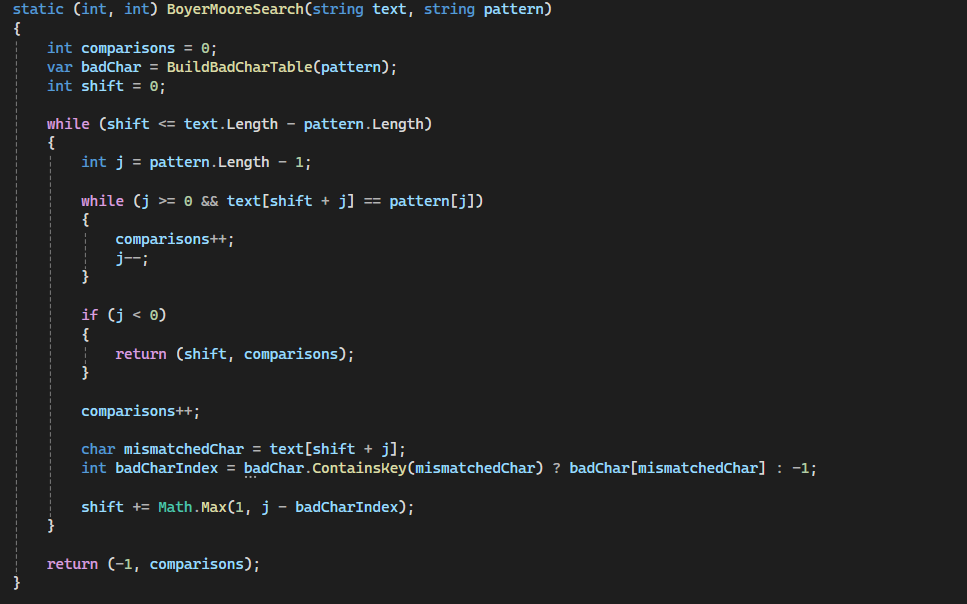 static (int, int) BoyerMooreSearch(string text, string pattern)
{
    int comparisons = 0;
    var badChar = BuildBadCharTable(pattern);
    int shift = 0;

    while (shift <= text.Length - pattern.Length)
    {
        int j = pattern.Length - 1;

        while (j >= 0 && text[shift + j] == pattern[j])
        {
            comparisons++;
            j--;
        }

        if (j < 0)
        {
            return (shift, comparisons);
        }

        comparisons++;

        char mismatchedChar = text[shift + j];
        int badCharIndex = badChar.ContainsKey(mismatchedChar) ? badChar[mismatchedChar] : -1;

        shift += Math.Max(1, j - badCharIndex);
    }

    return (-1, comparisons);
}